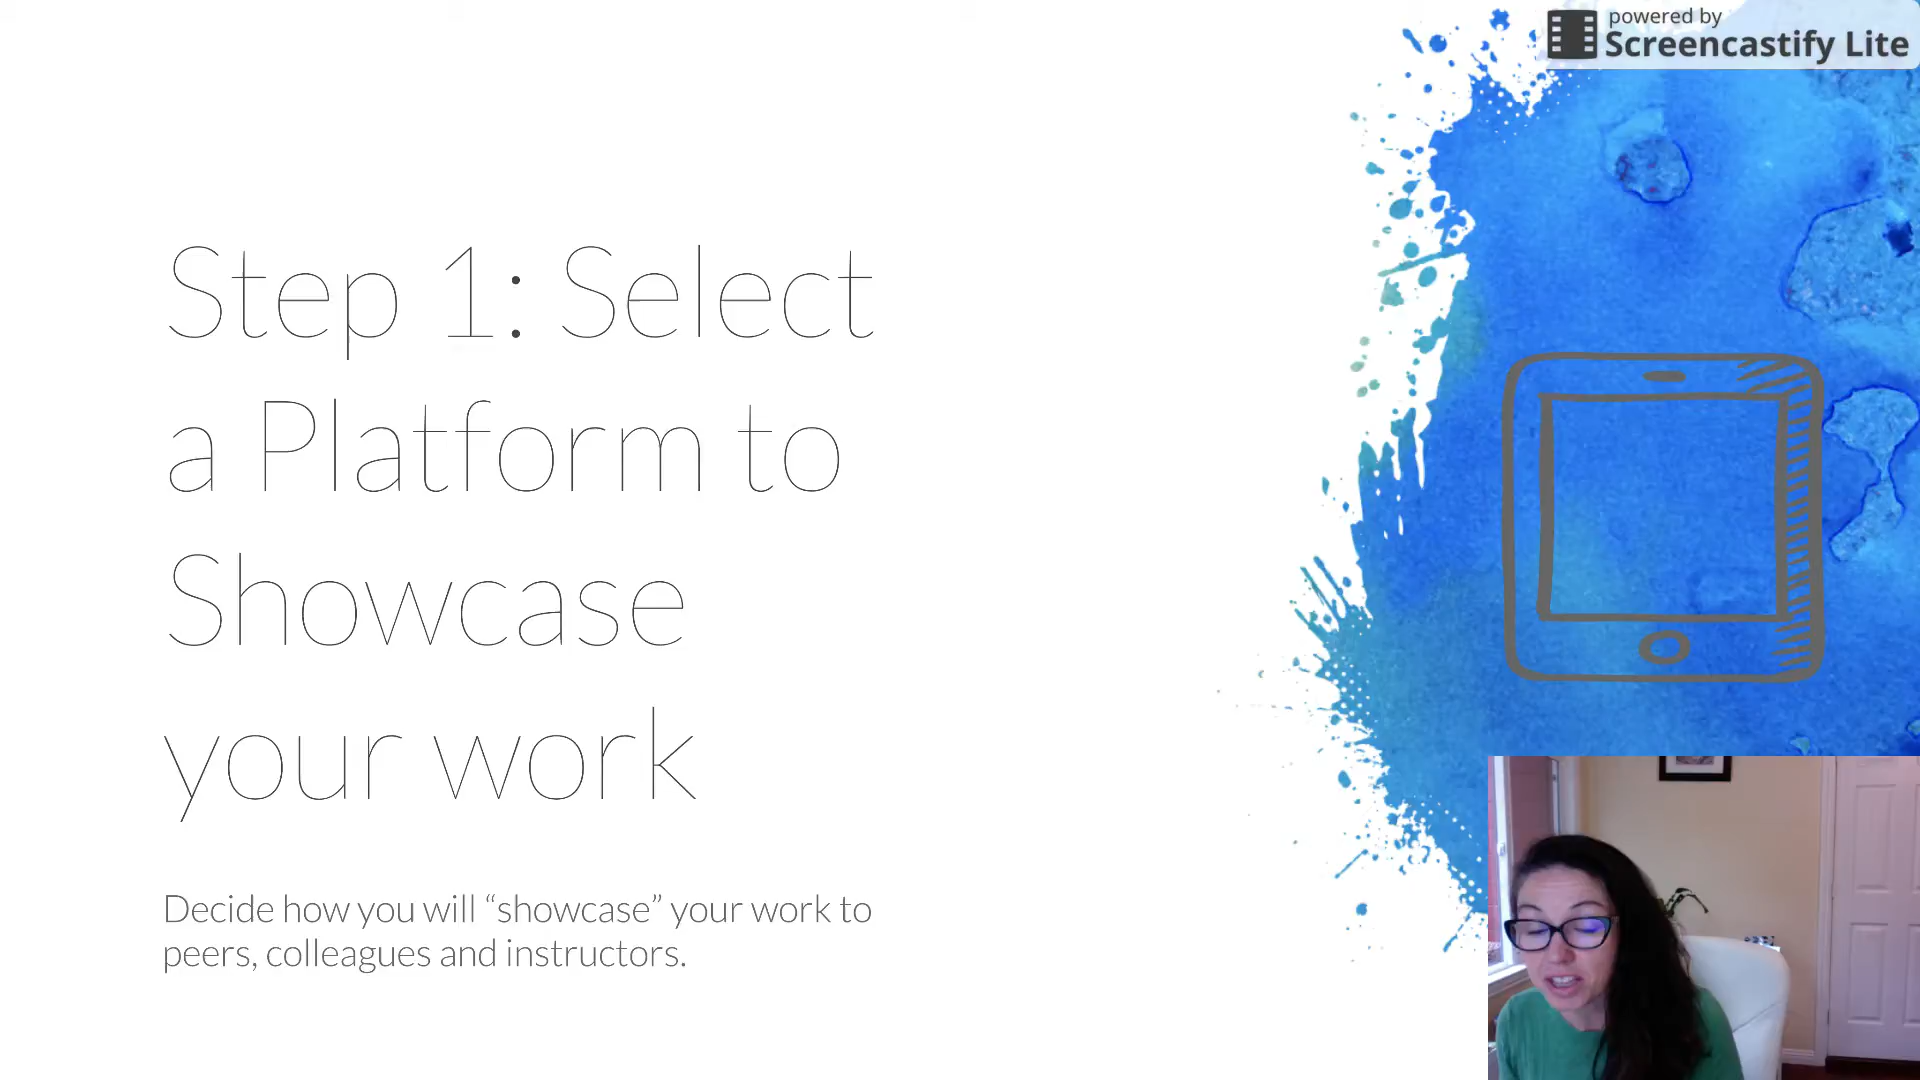 powered by
Screencastify Lite
Step 1: Select
a Platform to
Showcase
your work
Decide how you will “showcase” your work to
peers, colleagues and instructors.